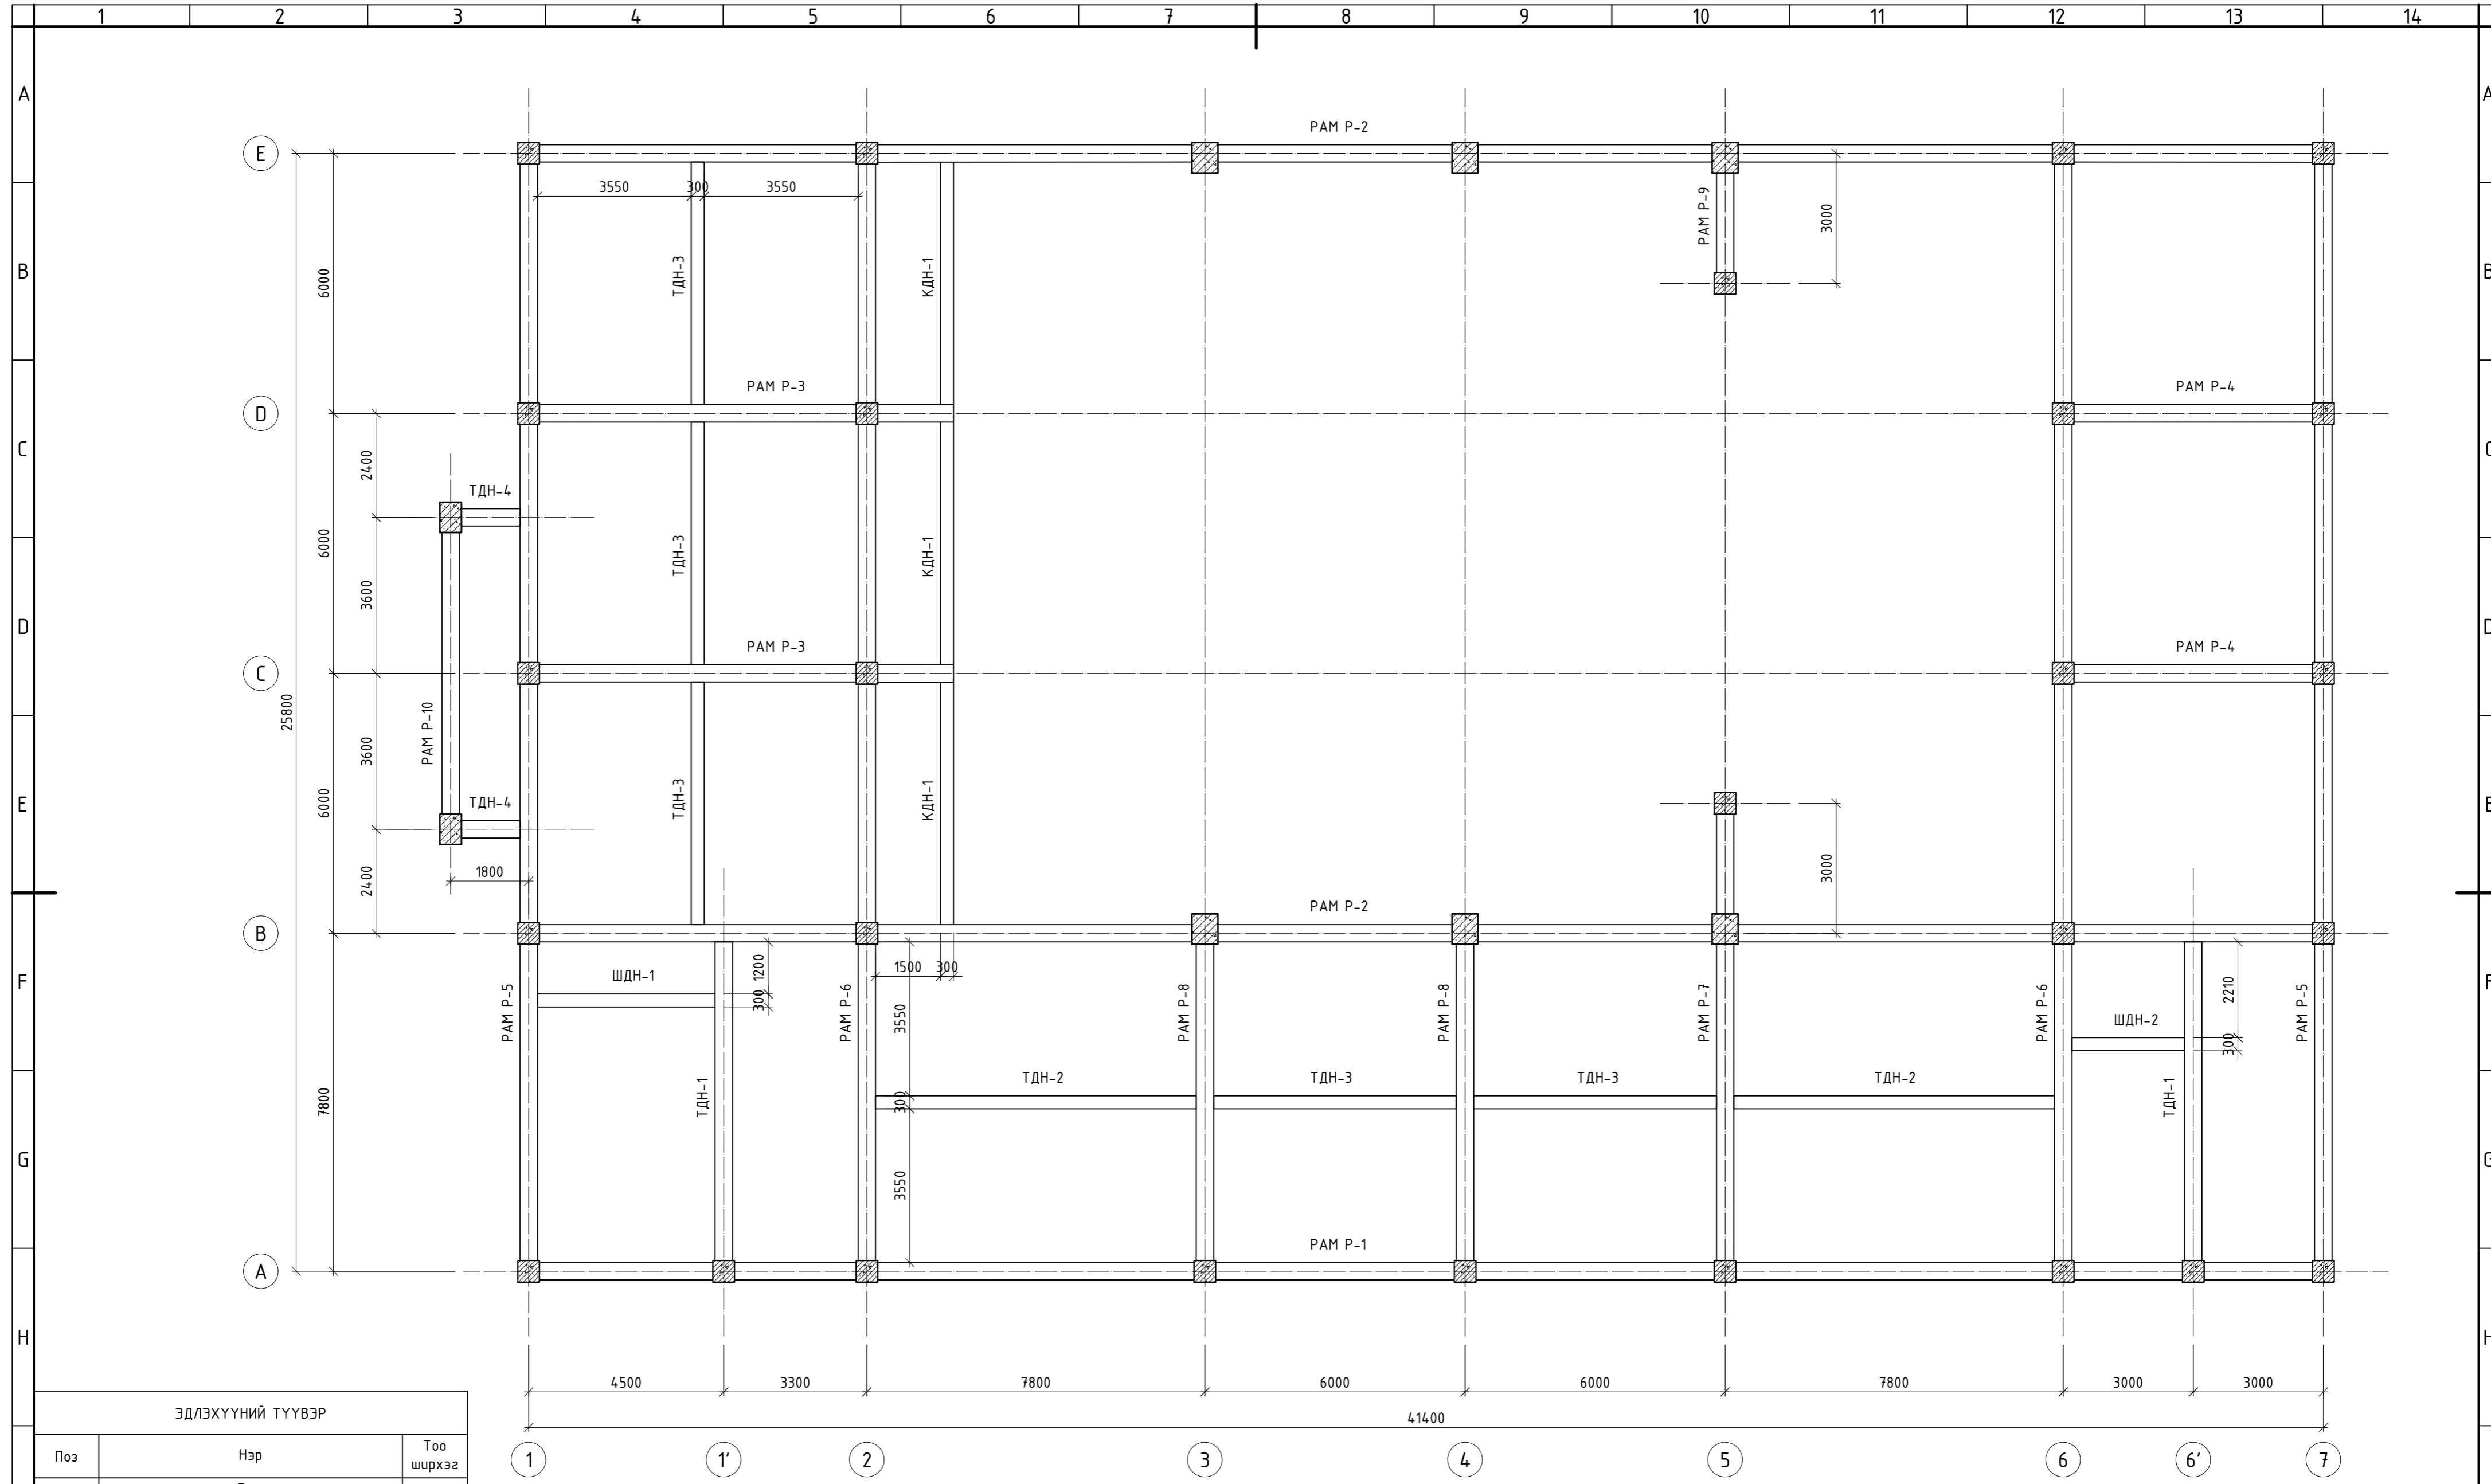 1 2 3 4 5 6 7 8 9 10 11 12 13 14
A A
РАМ Р-2
E
3550 300 3550
РАМ Р-9
3000
B B
6000
ТДН-3
КДН-1
РАМ Р-3
РАМ Р-4
D
C
2400
ТДН-4
6000
ТДН-3
КДН-1
3600
D D
РАМ Р-3
РАМ Р-4
C
25800
РАМ Р-10
3600
6000
ТДН-4
ТДН-3
КДН-1
3000
E E
1800
2400
РАМ Р-2
B
1500 300
ШДН-1
1200
300
3550
2210
F F
РАМ Р-5
РАМ Р-6
РАМ Р-8
РАМ Р-8
РАМ Р-7
РАМ Р-6
РАМ Р-5
ШДН-2
300
ТДН-2 ТДН-3 ТДН-3 ТДН-2
300
7800
ТДН-1
ТДН-1
G G
3550
РАМ Р-1
A
H H
4500 3300 7800 6000 6000 7800 3000 3000
41400
ЭДЛЭХҮҮНИЙ ТҮҮВЭР
Поз Нэр Тоо ширхэг
1 1' 2 3 4 5 6 6' 7